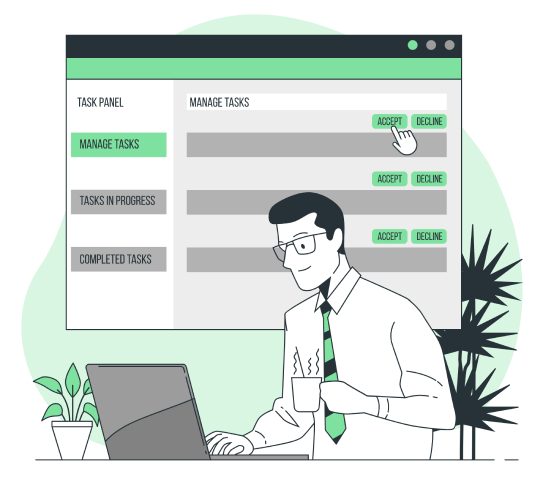 TASK PANEL
MANAGE TASKS
TASKS IN PROGRESS
COMPLETED TASKS
MANAGE TASKS
ACCEPT DECLINE
ACCEPT DECLINE
ACCEPT DECLINE